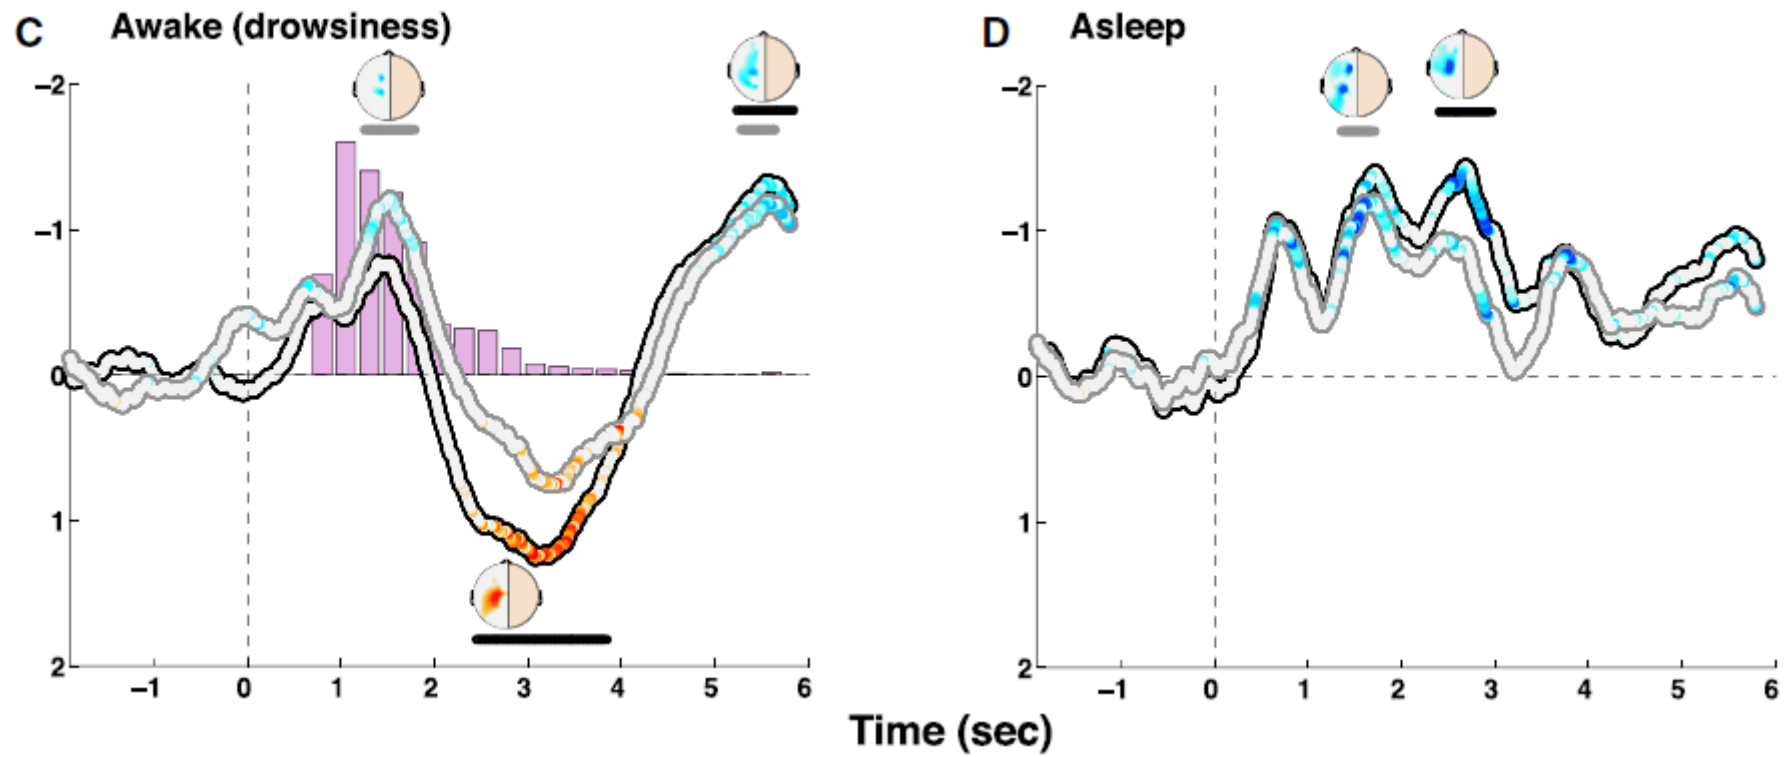 C Awake (drowsiness)
–2
–1
0
1
2
–1 0 1 2 3 4 5 6
D Asleep
–2
–1
0
1
2
–1 0 1 2 3 4 5 6
Time (sec)